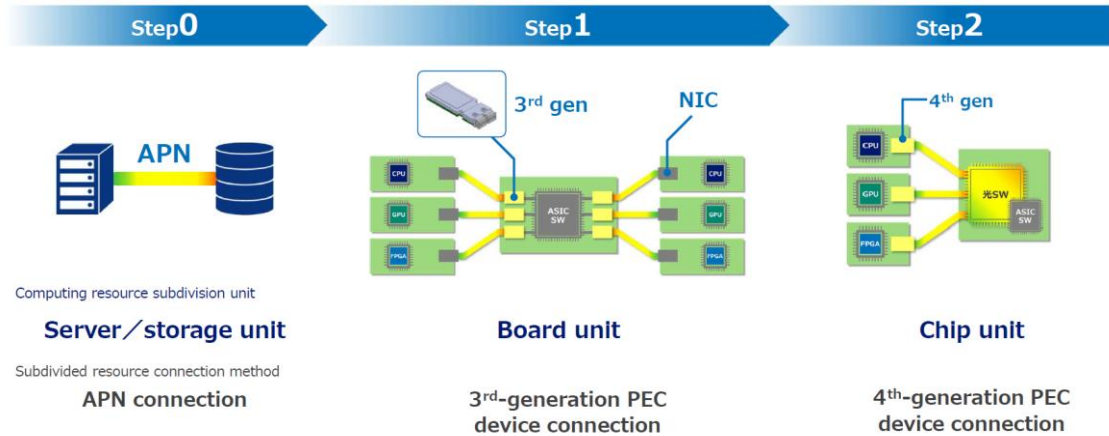 Step0
Step1
Step2
APN
3rd gen
NIC
4th gen
CPU
GPU
FPGA
ASIC
SW
CPU
GPU
FPGA
CPU
GPU
FPGA
光SW
ASIC
SW
Computing resource subdivision unit
Server／storage unit
Board unit
Chip unit
Subdivided resource connection method
APN connection
3rd-generation PEC
device connection
4th-generation PEC
device connection